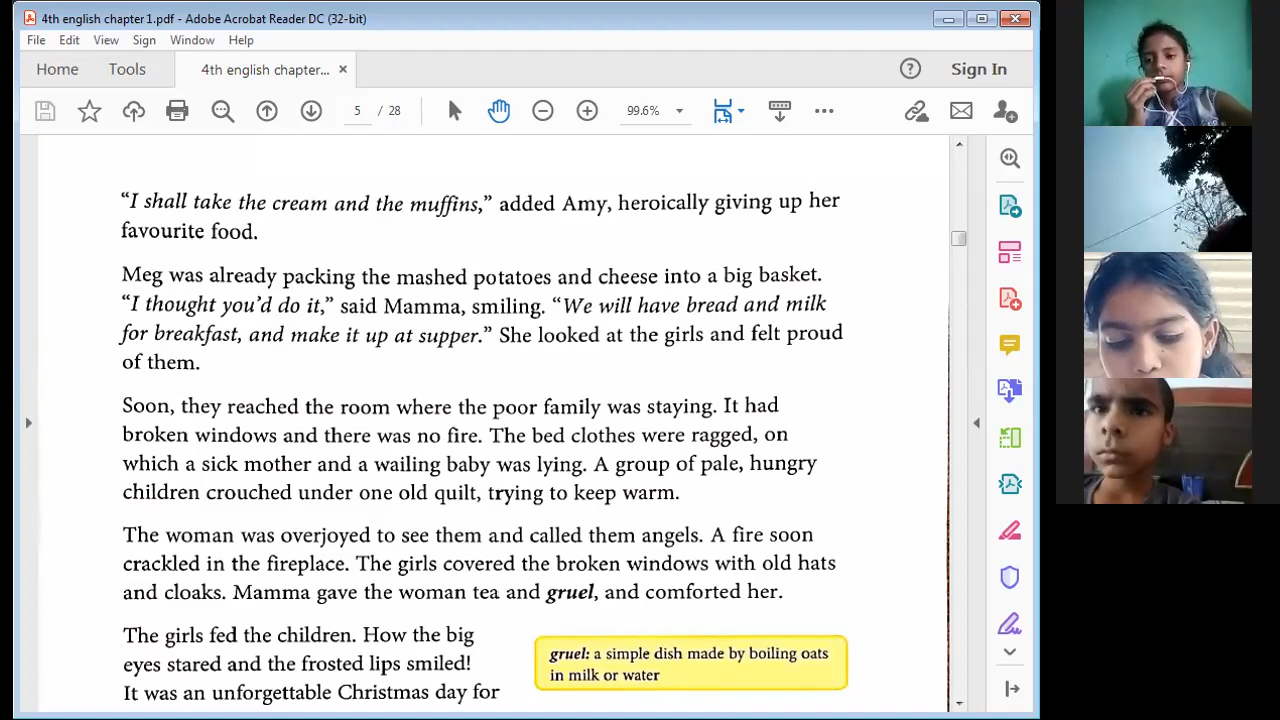 4th english chapter 1.pdf - Adobe Acrobat Reader DC (32-bit)
File Edit View Sign Window Help
Home Tools 4th english chapter... × Sign In
5 / 28 99.6%
“I shall take the cream and the muffins,” added Amy, heroically giving up her
favourite food.
Meg was already packing the mashed potatoes and cheese into a big basket.
“I thought you’d do it,” said Mamma, smiling. “We will have bread and milk
for breakfast, and make it up at supper.” She looked at the girls and felt proud
of them.
Soon, they reached the room where the poor family was staying. It had
broken windows and there was no fire. The bed clothes were ragged, on
which a sick mother and a wailing baby was lying. A group of pale, hungry
children crouched under one old quilt, trying to keep warm.
The woman was overjoyed to see them and called them angels. A fire soon
crackled in the fireplace. The girls covered the broken windows with old hats
and cloaks. Mamma gave the woman tea and gruel, and comforted her.
The girls fed the children. How the big
eyes stared and the frosted lips smiled!
It was an unforgettable Christmas day for
gruel: a simple dish made by boiling oats
in milk or water